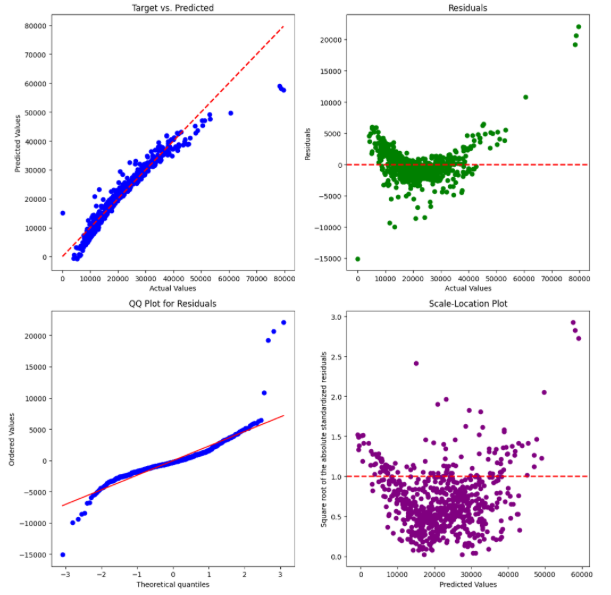 Target vs. Predicted
80000
70000
60000
50000
40000
30000
20000
10000
0
Predicted Values
0 10000 20000 30000 40000 50000 60000 70000 80000
Actual Values
Residuals
20000
15000
10000
5000
0
−5000
−10000
−15000
Residuals
0 10000 20000 30000 40000 50000 60000 70000 80000
Actual Values
QQ Plot for Residuals
20000
15000
10000
5000
0
−5000
−10000
−15000
Ordered Values
−3 −2 −1 0 1 2 3
Theoretical quantiles
Scale-Location Plot
3.0
2.5
2.0
1.5
1.0
0.5
0.0
Square root of the absolute standardized residuals
0 10000 20000 30000 40000 50000 60000
Predicted Values